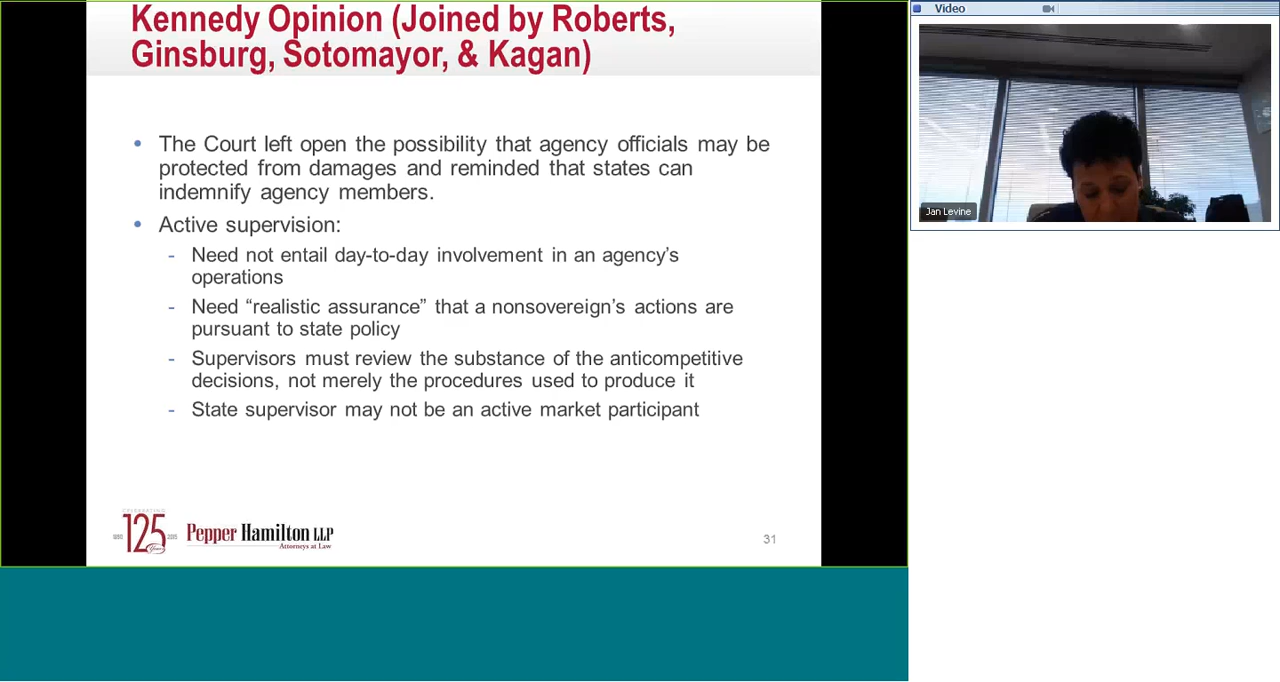 Kennedy Opinion (Joined by Roberts,
Ginsburg, Sotomayor, & Kagan)
• The Court left open the possibility that agency officials may be
protected from damages and reminded that states can
indemnify agency members.
• Active supervision:
- Need not entail day-to-day involvement in an agency’s
operations
- Need “realistic assurance” that a nonsovereign’s actions are
pursuant to state policy
- Supervisors must review the substance of the anticompetitive
decisions, not merely the procedures used to produce it
- State supervisor may not be an active market participant
CELEBRATING
1890 125 2015
Years
Pepper Hamilton LLP
Attorneys at Law
31
Video
Jan Levine